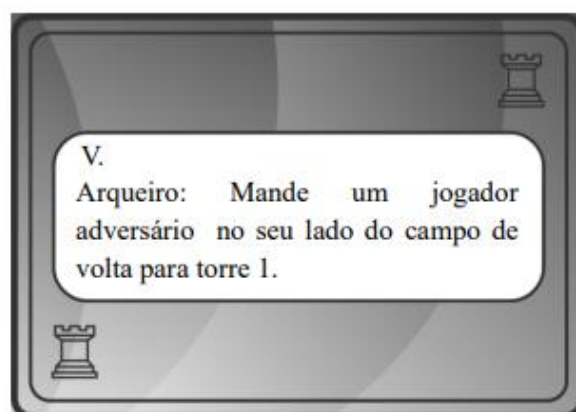 V.
Arqueiro: Mande um jogador
adversário no seu lado do campo de
volta para torre 1.